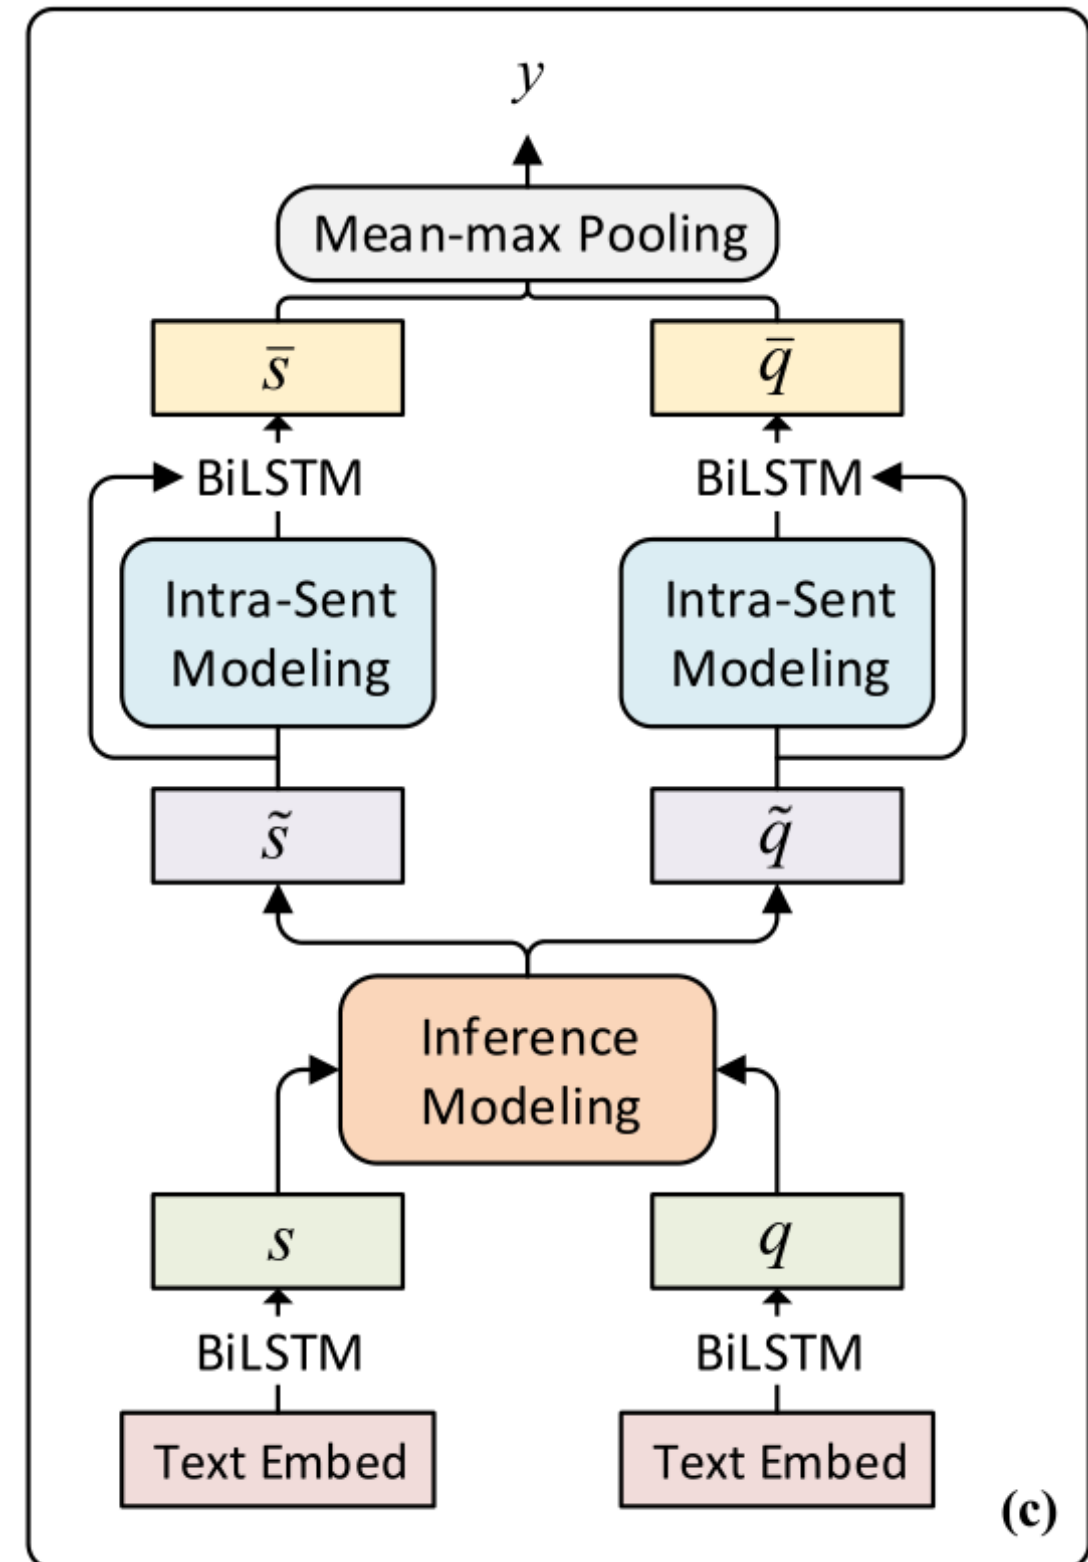 y
Mean-max Pooling
s̄
q̄
BiLSTM
BiLSTM
Intra-Sent
Modeling
Intra-Sent
Modeling
s̃
q̃
Inference
Modeling
s
q
BiLSTM
BiLSTM
Text Embed
Text Embed
(c)